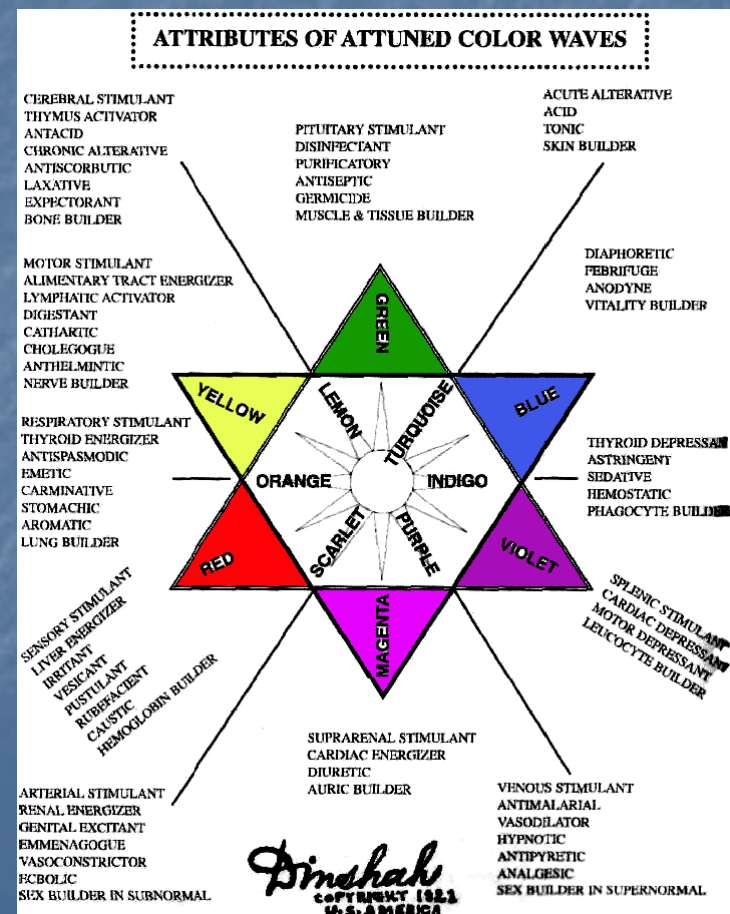 ATTRIBUTES OF ATTUNED COLOR WAVES
CEREBRAL STIMULANT
THYMUS ACTIVATOR
ANTACID
CHRONIC ALTERATIVE
ANTISCORBUTIC
LAXATIVE
EXPECTORANT
BONE BUILDER
PITUITARY STIMULANT
DISINFECTANT
PURIFICATORY
ANTISEPTIC
GERMICIDE
MUSCLE & TISSUE BUILDER
ACUTE ALTERATIVE
ACID
TONIC
SKIN BUILDER
MOTOR STIMULANT
ALIMENTARY TRACT ENERGIZER
LYMPHATIC ACTIVATOR
DIGESTANT
CATHARTIC
CHOLEGOGUE
ANTHELMINTIC
NERVE BUILDER
DIAPHORETIC
FEBRIFUGE
ANODYNE
VITALITY BUILDER
GREEN
YELLOW
LEMON
TURQUOISE
BLUE
RESPIRATORY STIMULANT
THYROID ENERGIZER
ANTISPASMODIC
EMETIC
CARMINATIVE
STOMACHIC
AROMATIC
LUNG BUILDER
ORANGE
INDIGO
THYROID DEPRESSANT
ASTRINGENT
SEDATIVE
HEMOSTATIC
PHAGOCYTE BUILDER
RED
SCARLET
PURPLE
VIOLET
MAGENTA
SENSORY STIMULANT
LIVER ENERGIZER
IRRITANT
VESICANT
PUSTULANT
RUBEFACIENT
CAUSTIC
HEMOGLOBIN BUILDER
SPLENIC STIMULANT
CARDIAC DEPRESSANT
MOTOR DEPRESSANT
LEUCOCYTE BUILDER
SUPRARENAL STIMULANT
CARDIAC ENERGIZER
DIURETIC
AURIC BUILDER
ARTERIAL STIMULANT
RENAL ENERGIZER
GENITAL EXCITANT
EMMENAGOGUE
VASOCONSTRICTOR
ECBOLIC
SEX BUILDER IN SUBNORMAL
VENOUS STIMULANT
ANTIMALARIAL
VASODILATOR
HYPNOTIC
ANTIPYRETIC
ANALGESIC
SEX BUILDER IN SUPERNORMAL
Dinshah
COPYRIGHT
U.S. AMERICA